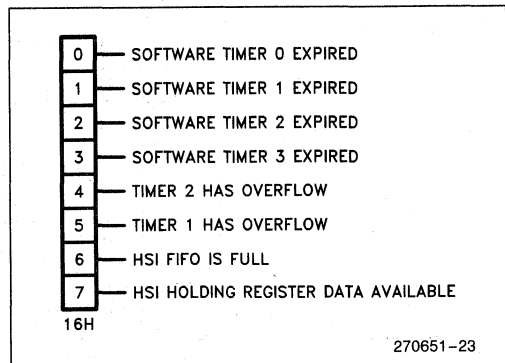 0 SOFTWARE TIMER 0 EXPIRED
1 SOFTWARE TIMER 1 EXPIRED
2 SOFTWARE TIMER 2 EXPIRED
3 SOFTWARE TIMER 3 EXPIRED
4 TIMER 2 HAS OVERFLOW
5 TIMER 1 HAS OVERFLOW
6 HSI FIFO IS FULL
7 HSI HOLDING REGISTER DATA AVAILABLE
16H
270651-23